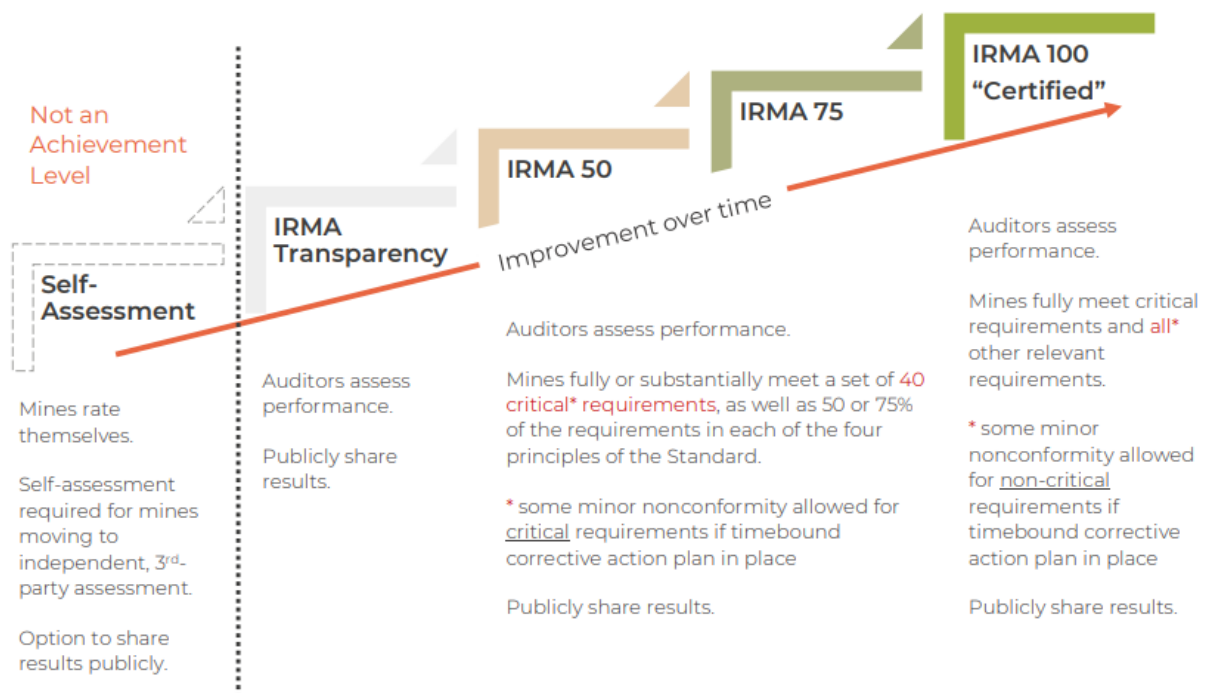 Not an
Achievement
Level
Self-
Assessment
Mines rate
themselves.
Self-assessment
required for mines
moving to
independent, 3rd-
party assessment.
Option to share
results publicly.
IRMA
Transparency
Auditors assess
performance.
Publicly share
results.
IRMA 50
IRMA 75
Improvement over time
Auditors assess performance.
Mines fully or substantially meet a set of 40
critical* requirements, as well as 50 or 75%
of the requirements in each of the four
principles of the Standard.
* some minor nonconformity allowed for
critical requirements if timebound
corrective action plan in place
Publicly share results.
IRMA 100
“Certified”
Auditors assess
performance.
Mines fully meet critical
requirements and all*
other relevant
requirements.
* some minor
nonconformity allowed
for non-critical
requirements if
timebound corrective
action plan in place
Publicly share results.